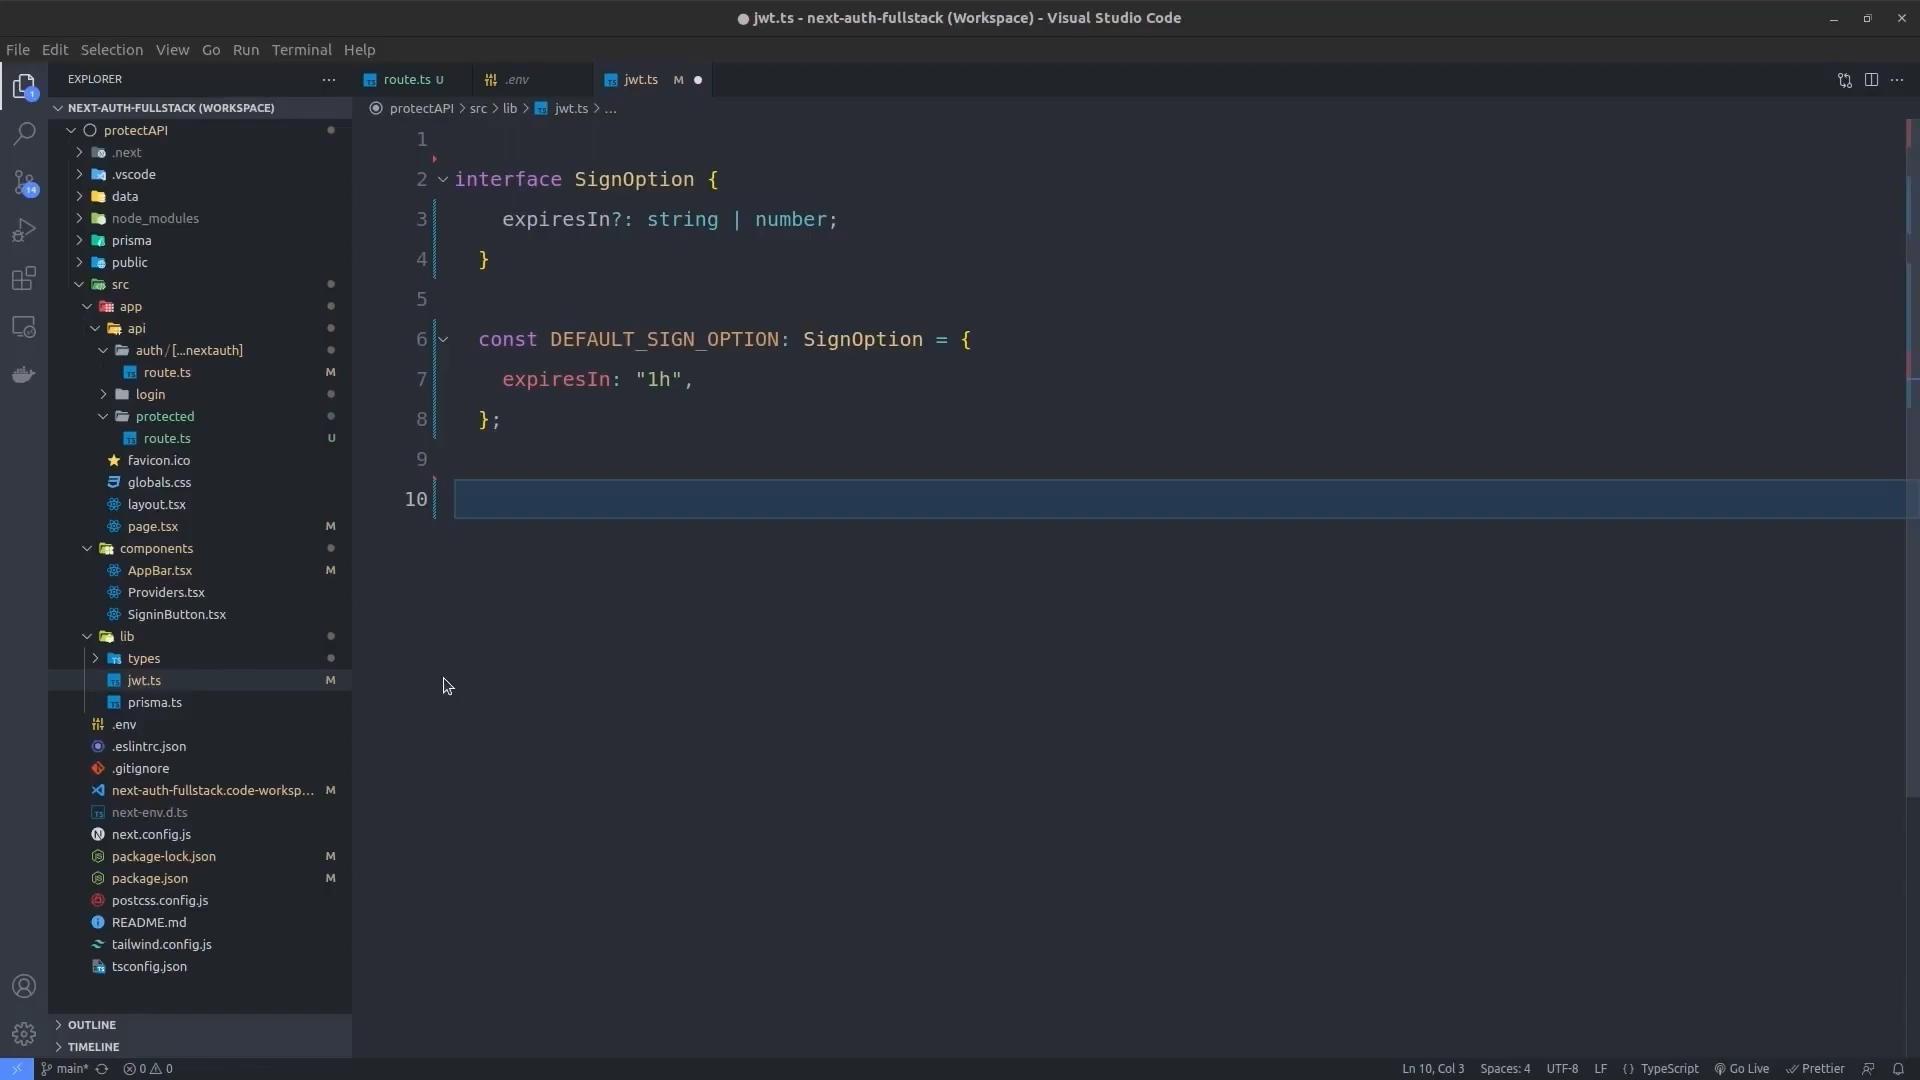 jwt.ts - next-auth-fullstack (Workspace) - Visual Studio Code
File Edit Selection View Go Run Terminal Help
EXPLORER
route.ts U
.env
jwt.ts M
NEXT-AUTH-FULLSTACK (WORKSPACE)
protectAPI > src > lib > jwt.ts > ...
1
14
protectAPI
.next
.vscode
data
node_modules
prisma
public
src
app
api
auth/[...nextauth]
route.ts M
login
protected
route.ts U
favicon.ico
globals.css
layout.tsx
page.tsx M
components
AppBar.tsx M
Providers.tsx
SigninButton.tsx
lib
types
jwt.ts M
prisma.ts
.env
.eslintrc.json
.gitignore
next-auth-fullstack.code-worksp... M
next-env.d.ts
next.config.js
package-lock.json M
package.json M
postcss.config.js
README.md
tailwind.config.js
tsconfig.json
OUTLINE
TIMELINE
1
2 interface SignOption {
3 expiresIn?: string | number;
4 }
5
6 const DEFAULT_SIGN_OPTION: SignOption = {
7 expiresIn: "1h",
8 };
9
10
main* 0 0 Ln 10, Col 3 Spaces: 4 UTF-8 LF {} TypeScript Go Live Prettier